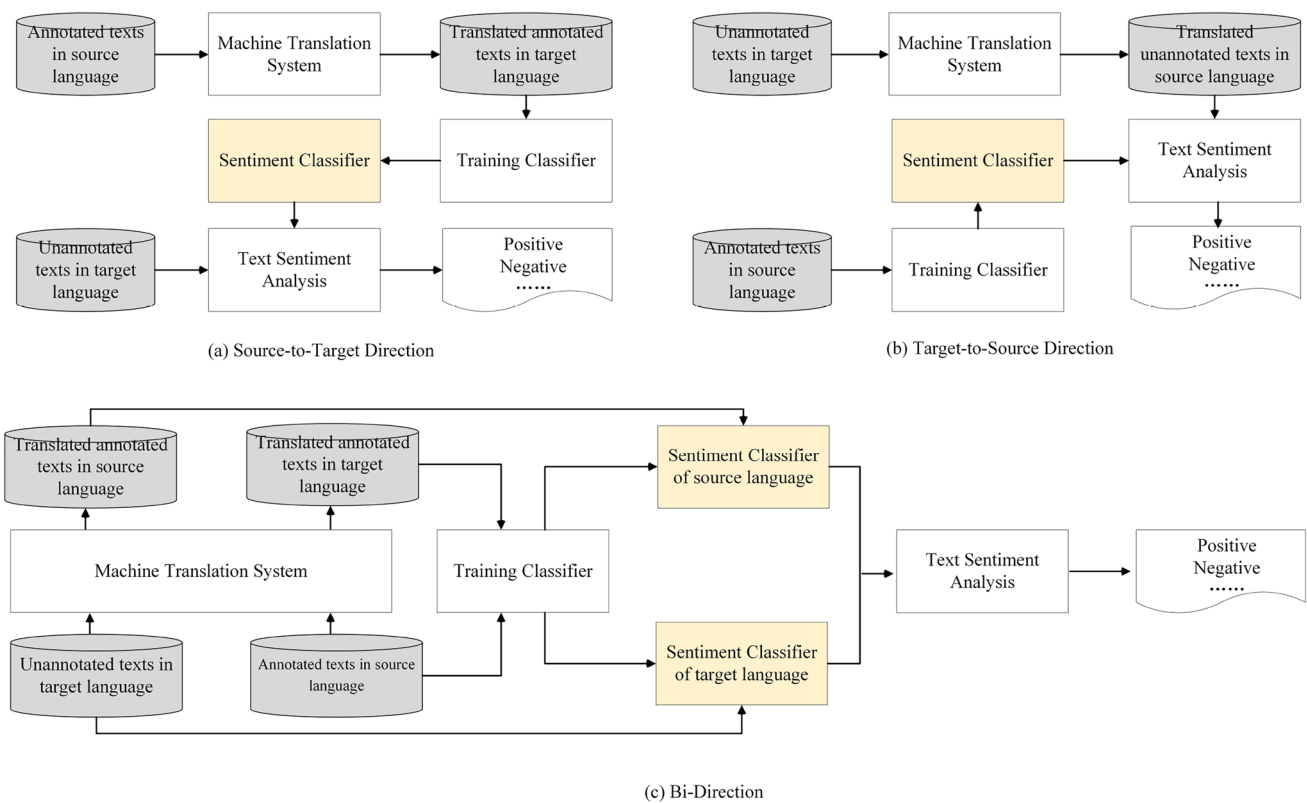 Annotated texts
in source
language
Machine Translation
System
Translated annotated
texts in target
language
Sentiment Classifier
Training Classifier
Unannotated
texts in target
language
Text Sentiment
Analysis
Positive
Negative
……
(a) Source-to-Target Direction
Unannotated
texts in target
language
Machine Translation
System
Translated
unannotated texts in
source language
Sentiment Classifier
Text Sentiment
Analysis
Annotated texts
in source
language
Training Classifier
Positive
Negative
……
(b) Target-to-Source Direction
Translated annotated
texts in source
language
Translated annotated
texts in target
language
Sentiment Classifier
of source language
Machine Translation System
Training Classifier
Text Sentiment
Analysis
Positive
Negative
……
Unannotated texts in
target language
Annotated texts in source
language
Sentiment Classifier
of target language
(c) Bi-Direction